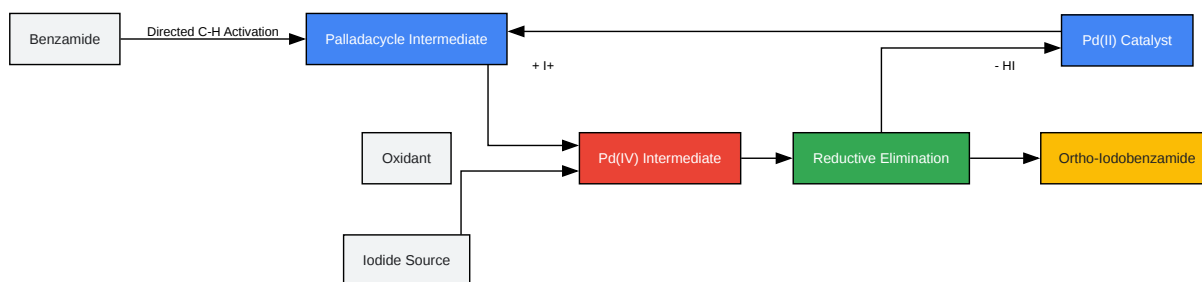 Benzamide
Directed C-H Activation
Palladacycle Intermediate
Pd(II) Catalyst
+ I+
- HI
Oxidant
Pd(IV) Intermediate
Reductive Elimination
Ortho-Iodobenzamide
Iodide Source